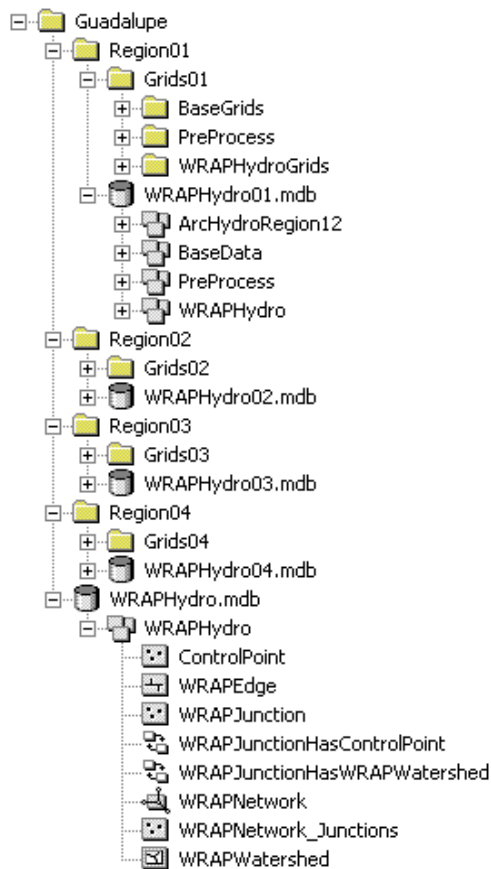 Guadalupe
Region01
Grids01
BaseGrids
PreProcess
WRAPHydroGrids
WRAPHydro01.mdb
ArcHydroRegion12
BaseData
PreProcess
WRAPHydro
Region02
Grids02
WRAPHydro02.mdb
Region03
Grids03
WRAPHydro03.mdb
Region04
Grids04
WRAPHydro04.mdb
WRAPHydro.mdb
WRAPHydro
ControlPoint
WRAPEdge
WRAPJunction
WRAPJunctionHasControlPoint
WRAPJunctionHasWRAPWatershed
WRAPNetwork
WRAPNetwork_Junctions
WRAPWatershed